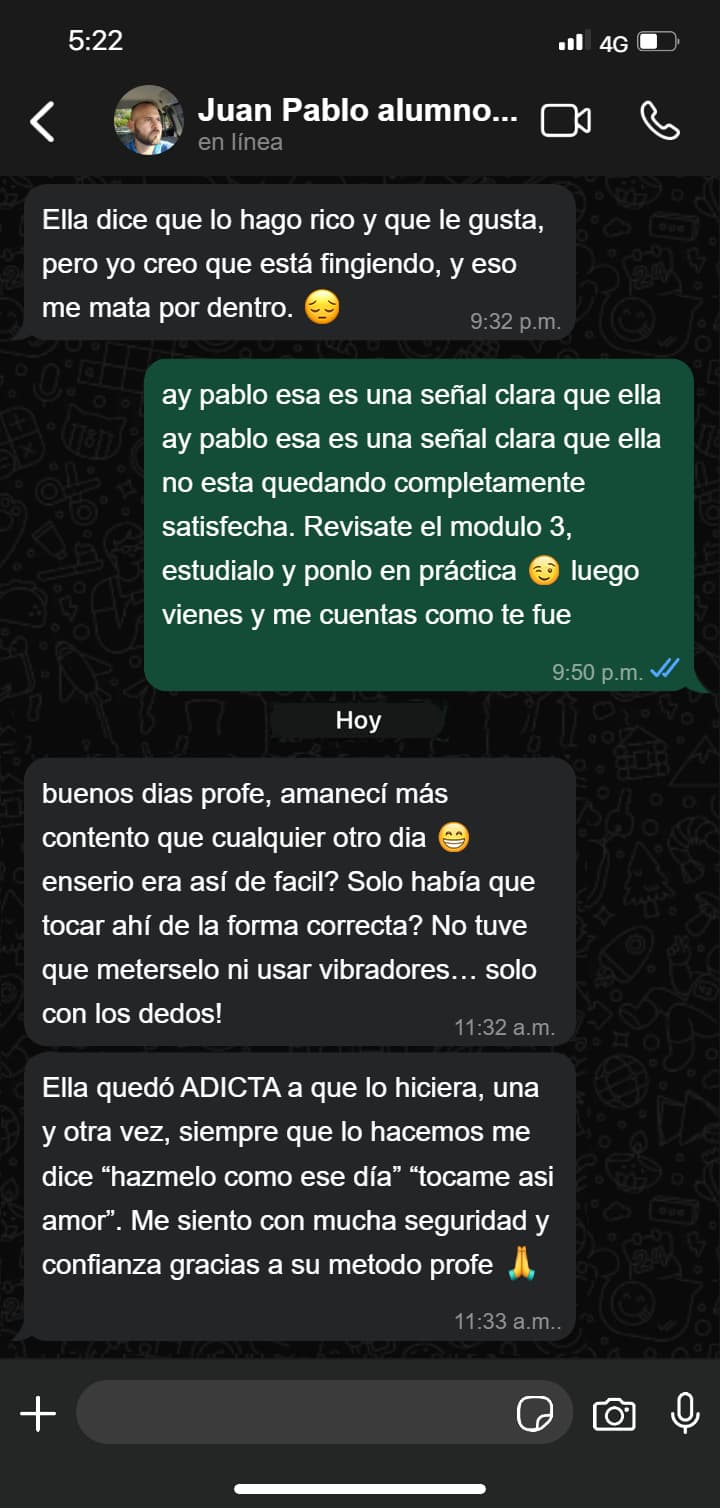 5:22
4G
Juan Pablo alumno...
en línea
Ella dice que lo hago rico y que le gusta,
pero yo creo que está fingiendo, y eso
me mata por dentro. 😔
9:32 p.m.
ay pablo esa es una señal clara que ella
ay pablo esa es una señal clara que ella
no esta quedando completamente
satisfecha. Revisate el modulo 3,
estudialo y ponlo en práctica 😉 luego
vienes y me cuentas como te fue
9:50 p.m.
Hoy
buenos dias profe, amanecí más
contento que cualquier otro dia 😁
enserio era así de facil? Solo había que
tocar ahí de la forma correcta? No tuve
que meterselo ni usar vibradores... solo
con los dedos!
11:32 a.m.
Ella quedó ADICTA a que lo hiciera, una
y otra vez, siempre que lo hacemos me
dice “hazmelo como ese día” “tocame asi
amor”. Me siento con mucha seguridad y
confianza gracias a su metodo profe 🙏
11:33 a.m..